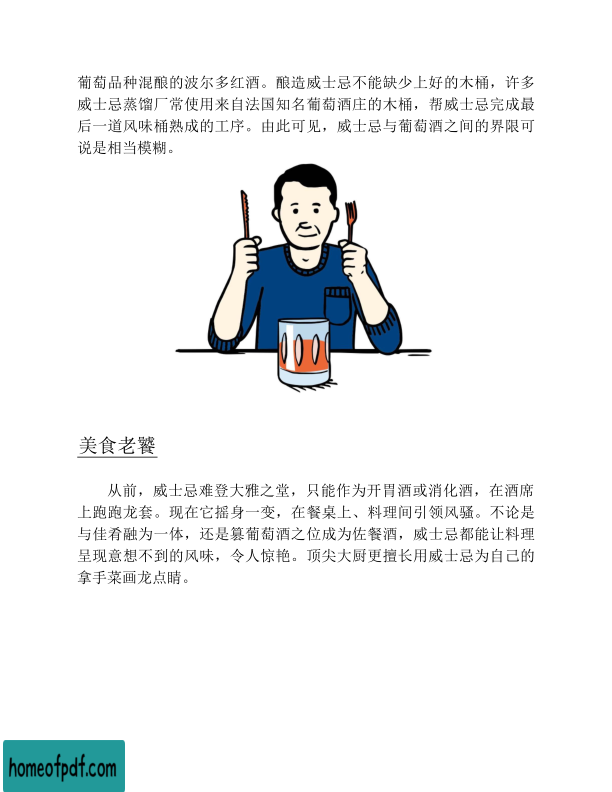 葡萄品种混酿的波尔多红酒。酿造威士忌不能缺少上好的木桶，许多
威士忌蒸馏厂常使用来自法国知名葡萄酒庄的木桶，帮威士忌完成最
后一道风味桶熟成的工序。由此可见，威士忌与葡萄酒之间的界限可
说是相当模糊。
美食老饕
从前，威士忌难登大雅之堂，只能作为开胃酒或消化酒，在酒席
上跑跑龙套。现在它摇身一变，在餐桌上、料理间引领风骚。不论是
与佳肴融为一体，还是篡葡萄酒之位成为佐餐酒，威士忌都能让料理
呈现意想不到的风味，令人惊艳。顶尖大厨更擅长用威士忌为自己的
拿手菜画龙点睛。
homeofpdf.com